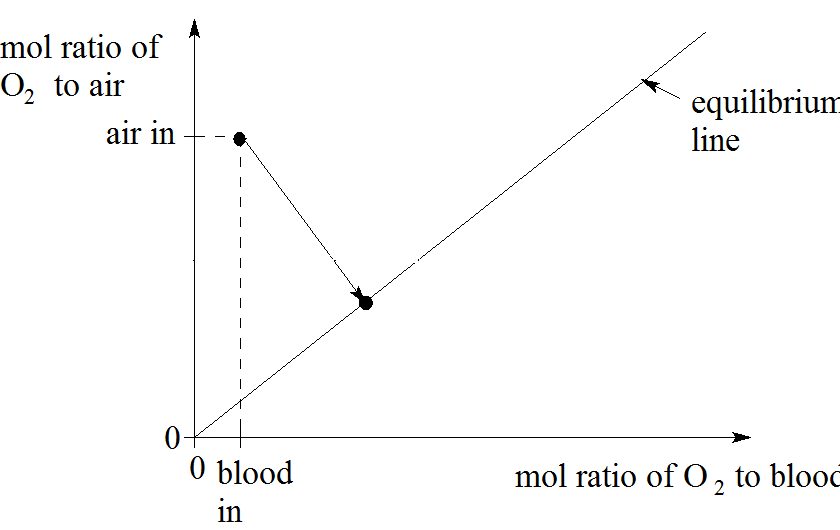 mol ratio of
O2 to air
air in
equilibrium
line
0
0 blood
in
mol ratio of O2 to blood